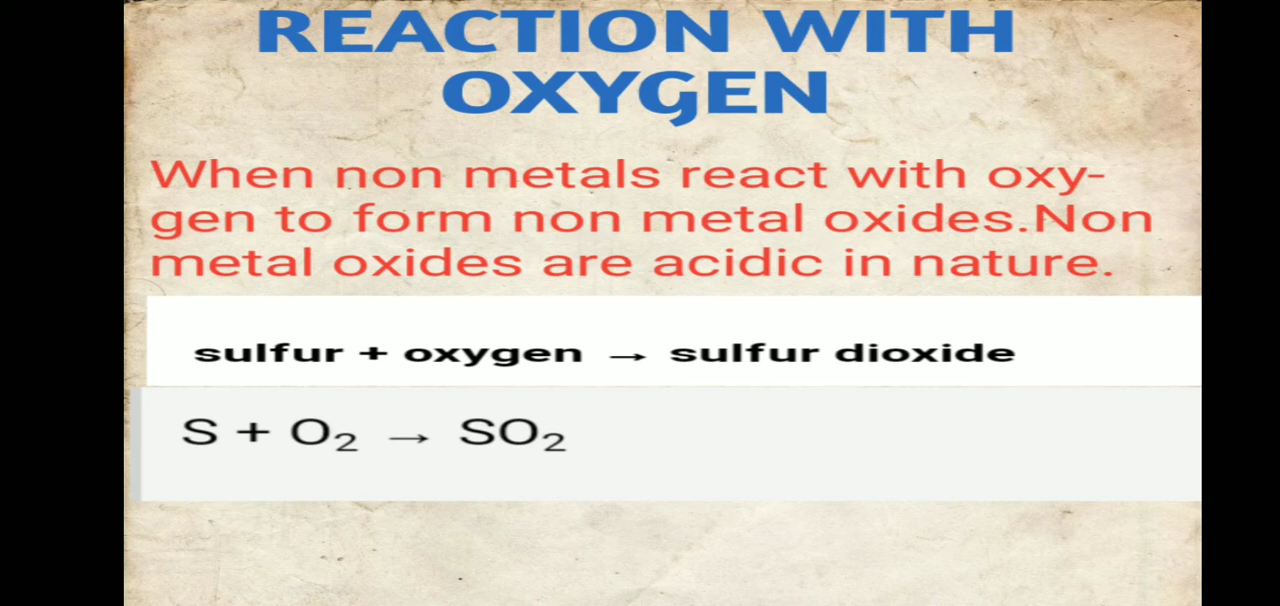 REACTION WITH
OXYGEN
When non metals react with oxy-
gen to form non metal oxides.Non
metal oxides are acidic in nature.
sulfur + oxygen → sulfur dioxide
S + O₂ → SO₂